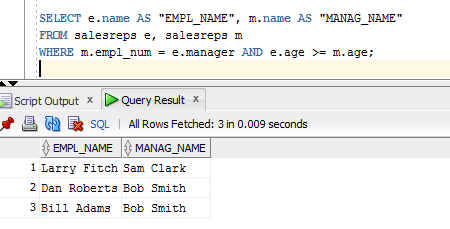 SELECT e.name AS "EMPL_NAME", m.name AS "MANAG_NAME"
FROM salesreps e, salesreps m
WHERE m.empl_num = e.manager AND e.age >= m.age;
Script Output x Query Result x
SQL | All Rows Fetched: 3 in 0.009 seconds
EMPL_NAME MANAG_NAME
1 Larry Fitch Sam Clark
2 Dan Roberts Bob Smith
3 Bill Adams Bob Smith